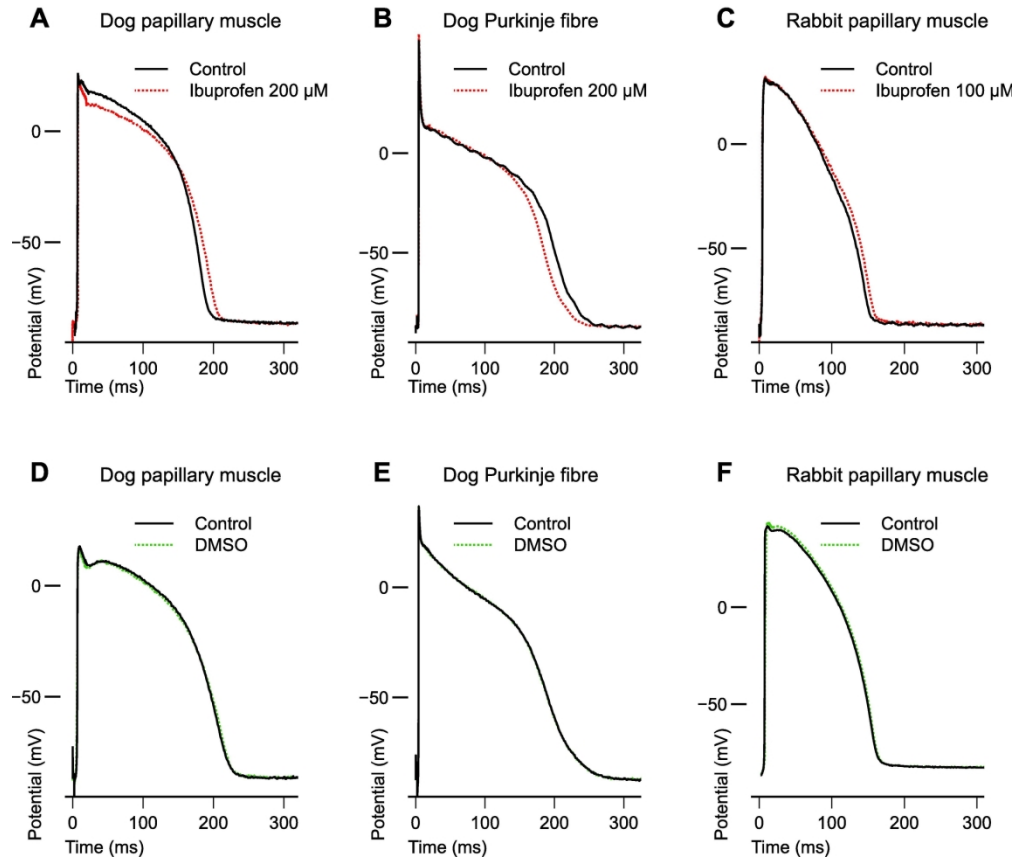 A Dog papillary muscle
Control
Ibuprofen 200 µM
0
−50
Potential (mV)
0 100 200 300
Time (ms)
B Dog Purkinje fibre
Control
Ibuprofen 200 µM
0
−50
Potential (mV)
0 100 200 300
Time (ms)
C Rabbit papillary muscle
Control
Ibuprofen 100 µM
0
−50
Potential (mV)
0 100 200 300
Time (ms)
D Dog papillary muscle
Control
DMSO
0
−50
Potential (mV)
0 100 200 300
Time (ms)
E Dog Purkinje fibre
Control
DMSO
0
−50
Potential (mV)
0 100 200 300
Time (ms)
F Rabbit papillary muscle
Control
DMSO
0
−50
Potential (mV)
0 100 200 300
Time (ms)